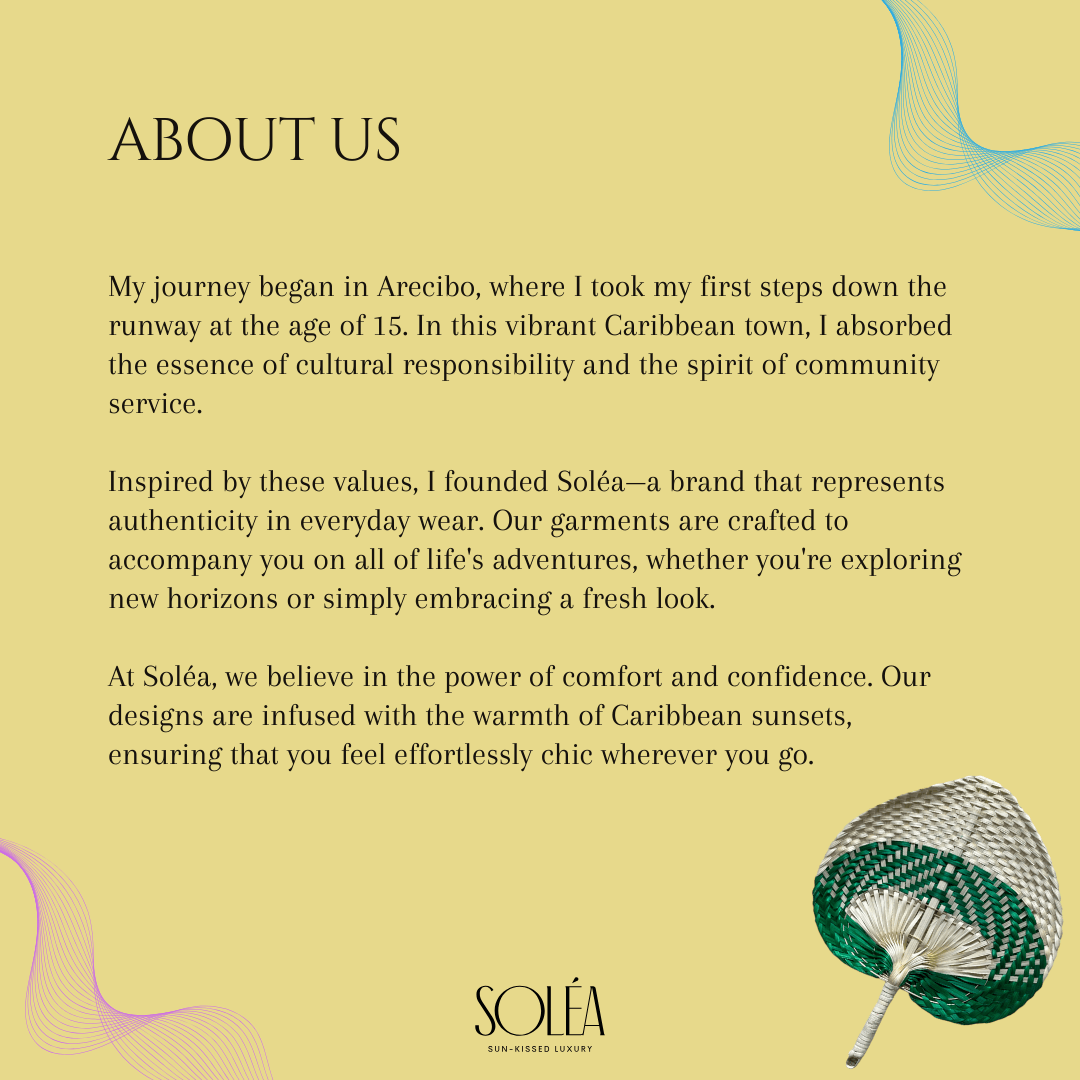 ABOUT US
My journey began in Arecibo, where I took my first steps down the
runway at the age of 15. In this vibrant Caribbean town, I absorbed
the essence of cultural responsibility and the spirit of community
service.
Inspired by these values, I founded Soléa—a brand that represents
authenticity in everyday wear. Our garments are crafted to
accompany you on all of life's adventures, whether you're exploring
new horizons or simply embracing a fresh look.
At Soléa, we believe in the power of comfort and confidence. Our
designs are infused with the warmth of Caribbean sunsets,
ensuring that you feel effortlessly chic wherever you go.
SOLÉA
SUN-KISSED LUXURY